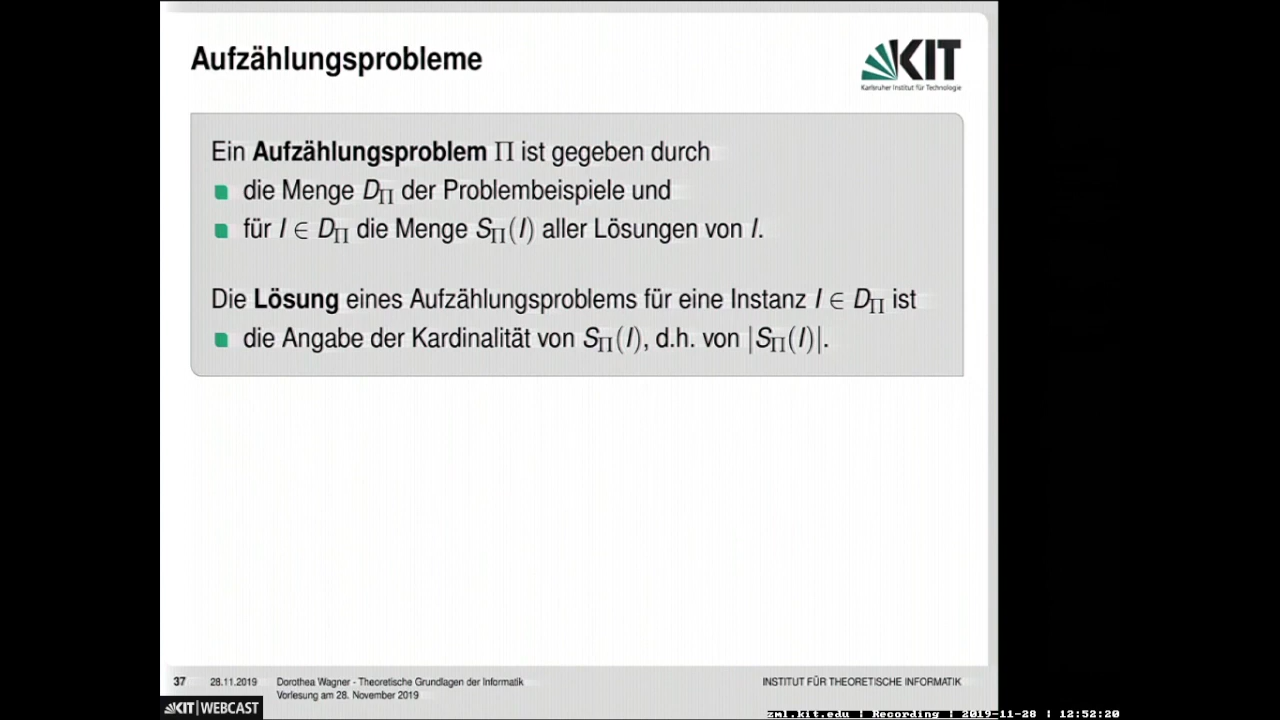 Aufzählungsprobleme
KIT
Karlsruher Institut für Technologie
Ein Aufzählungsproblem Π ist gegeben durch
die Menge D_Π der Problembeispiele und
für I ∈ D_Π die Menge S_Π(I) aller Lösungen von I.
Die Lösung eines Aufzählungsproblems für eine Instanz I ∈ D_Π ist
die Angabe der Kardinalität von S_Π(I), d.h. von |S_Π(I)|.
37 28.11.2019 Dorothea Wagner - Theoretische Grundlagen der Informatik
Vorlesung am 28. November 2019
INSTITUT FÜR THEORETISCHE INFORMATIK
KIT | WEBCAST
zml.kit.edu | Recording | 2019-11-28 | 12:52:20